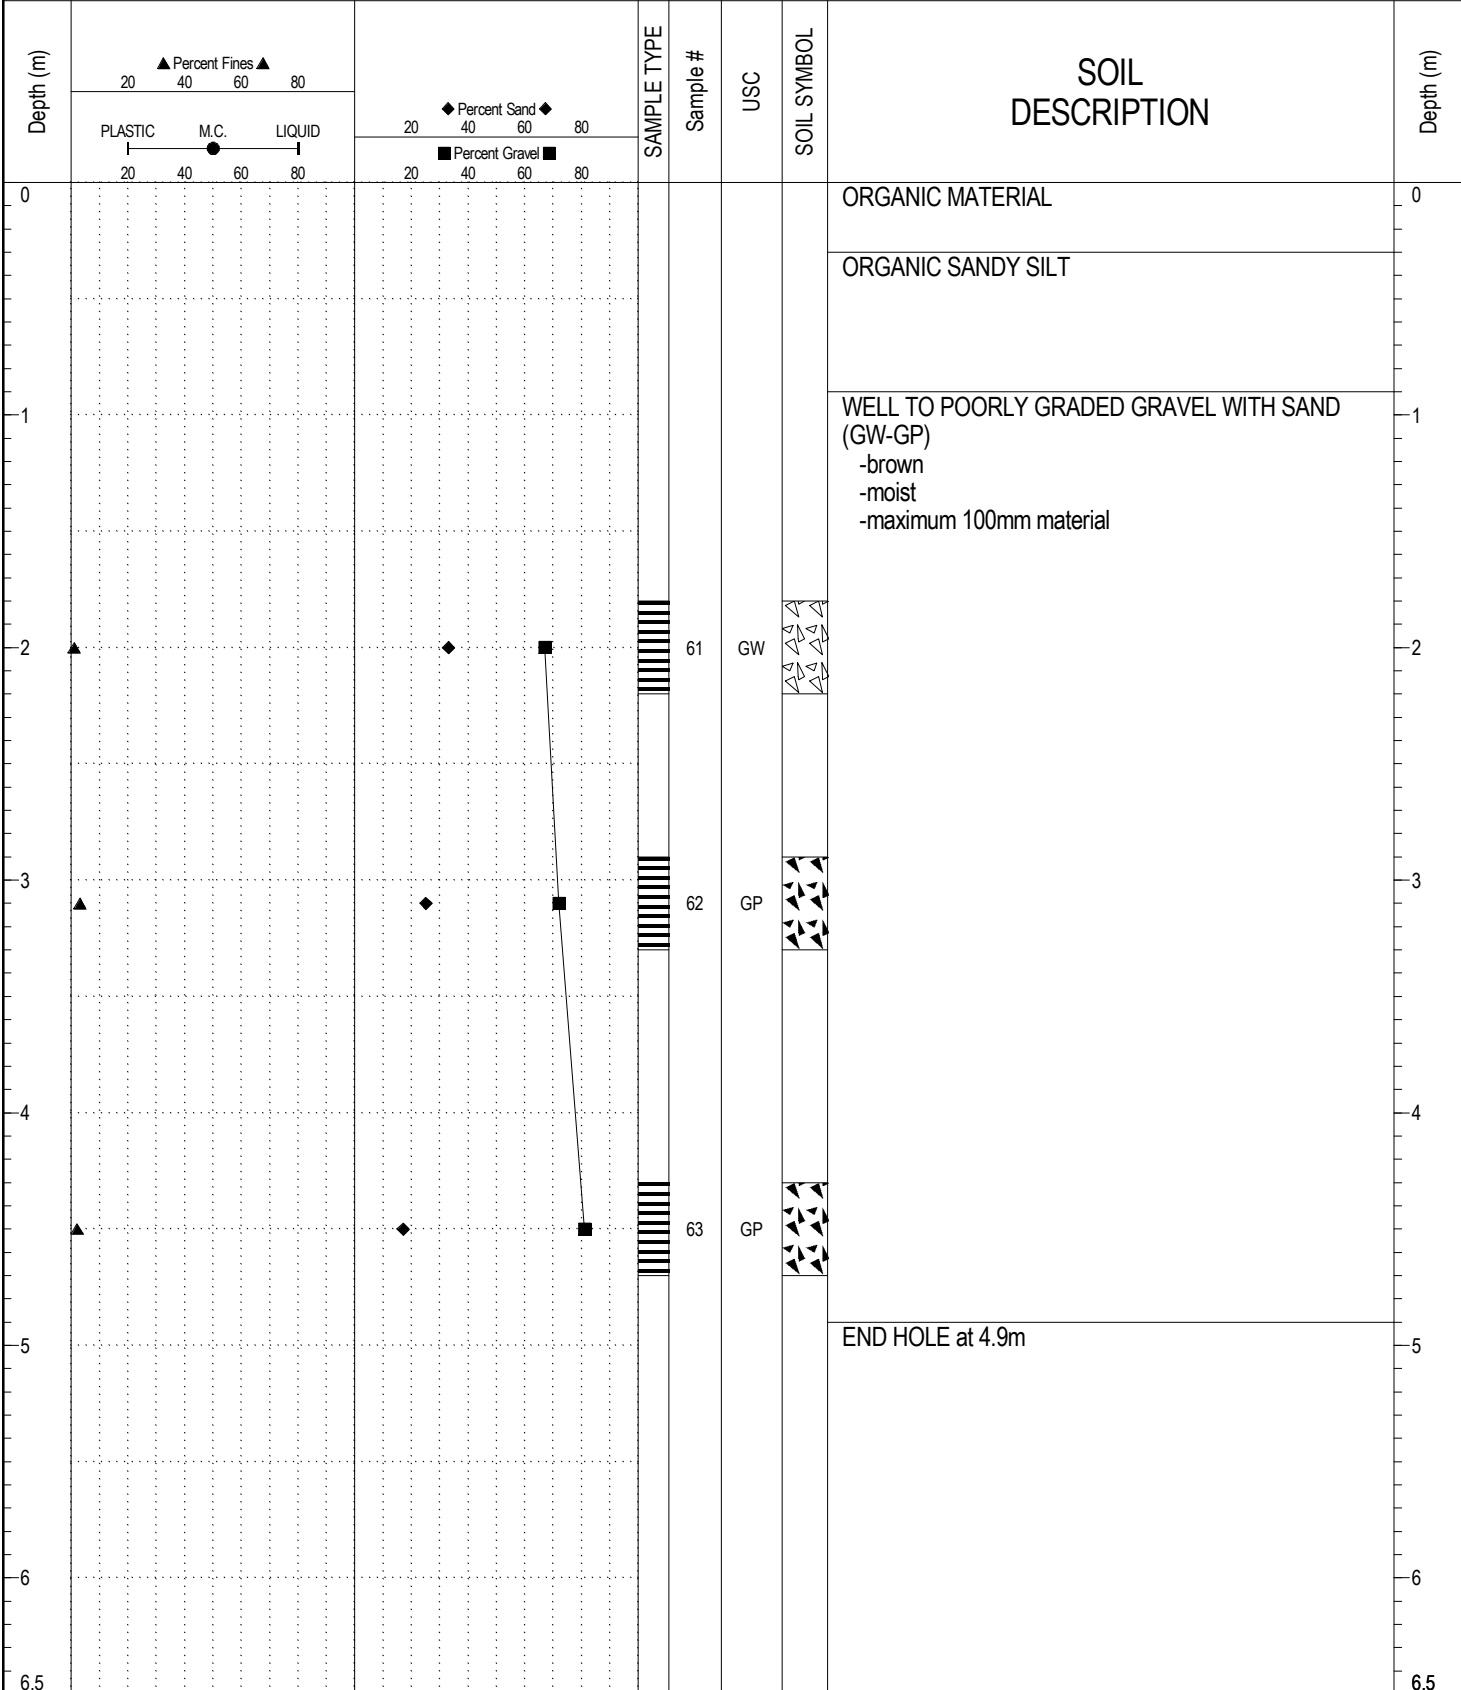 Depth (m)
▲ Percent Fines ▲
20 40 60 80
PLASTIC M.C. LIQUID
20 40 60 80
◆ Percent Sand ◆
20 40 60 80
■ Percent Gravel ■
20 40 60 80
SAMPLE TYPE
Sample #
USC
SOIL SYMBOL
SOIL
DESCRIPTION
Depth (m)
0 ORGANIC MATERIAL 0
ORGANIC SANDY SILT
1 WELL TO POORLY GRADED GRAVEL WITH SAND 1
(GW-GP)
-brown
-moist
-maximum 100mm material
2 61 GW 2
3 3
62 GP
4 4
63 GP
5 END HOLE at 4.9m 5
6 6
6.5 6.5